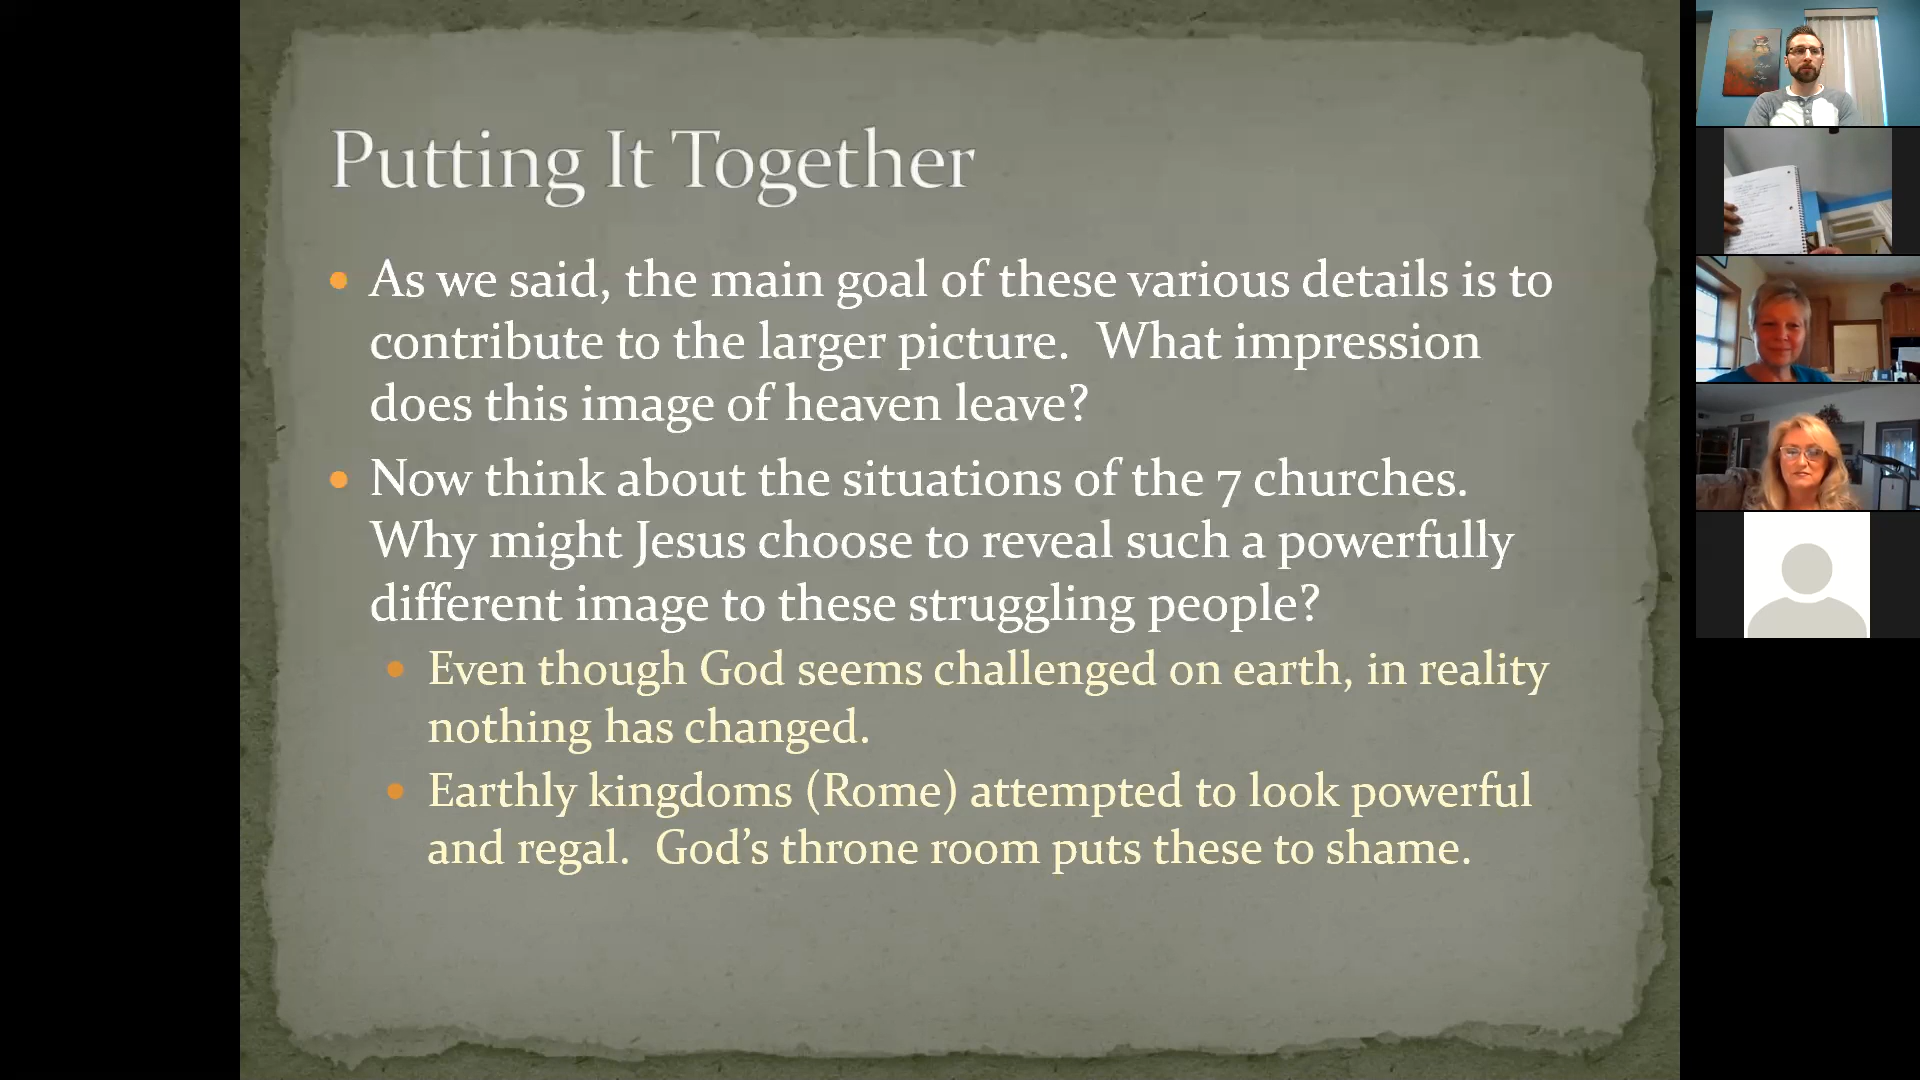 Putting It Together
As we said, the main goal of these various details is to
contribute to the larger picture.  What impression
does this image of heaven leave?
Now think about the situations of the 7 churches.
Why might Jesus choose to reveal such a powerfully
different image to these struggling people?
Even though God seems challenged on earth, in reality
nothing has changed.
Earthly kingdoms (Rome) attempted to look powerful
and regal.  God’s throne room puts these to shame.